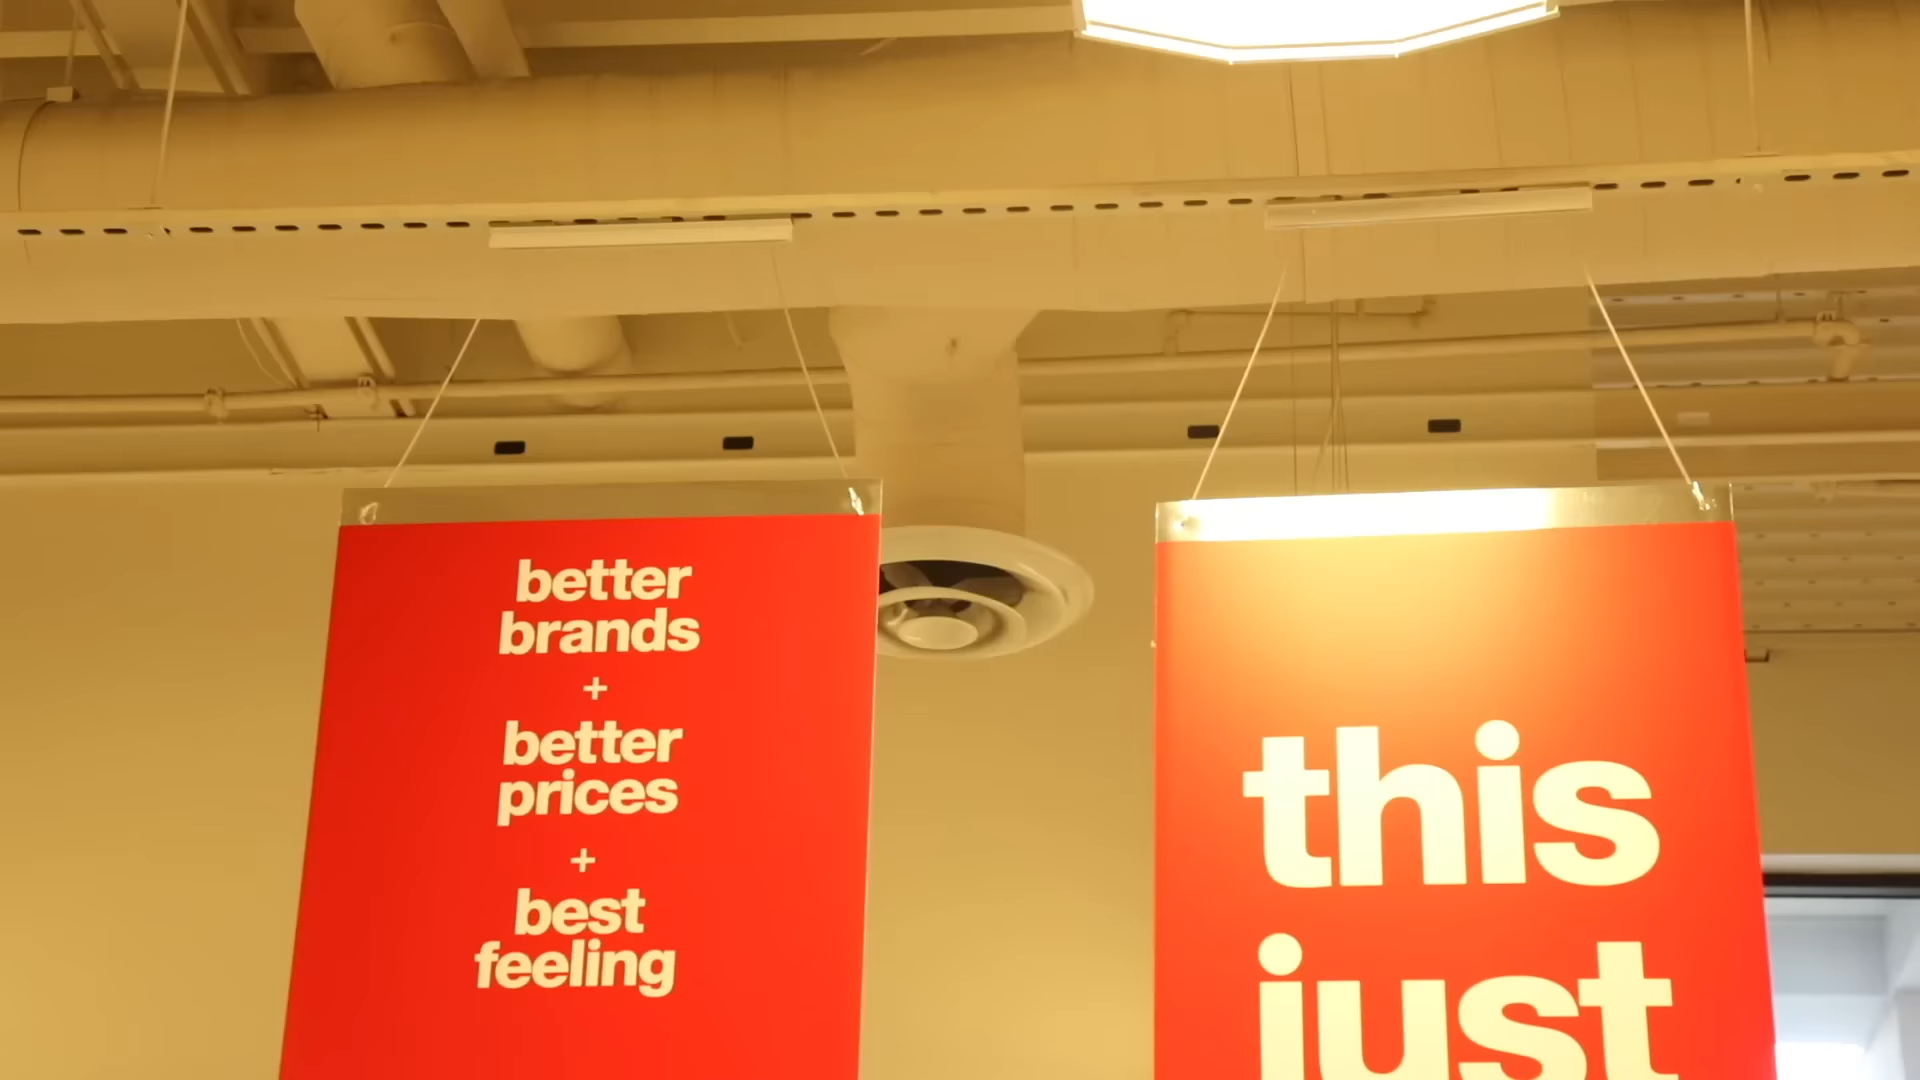 better
brands
+
better
prices
+
best
feeling
this
just